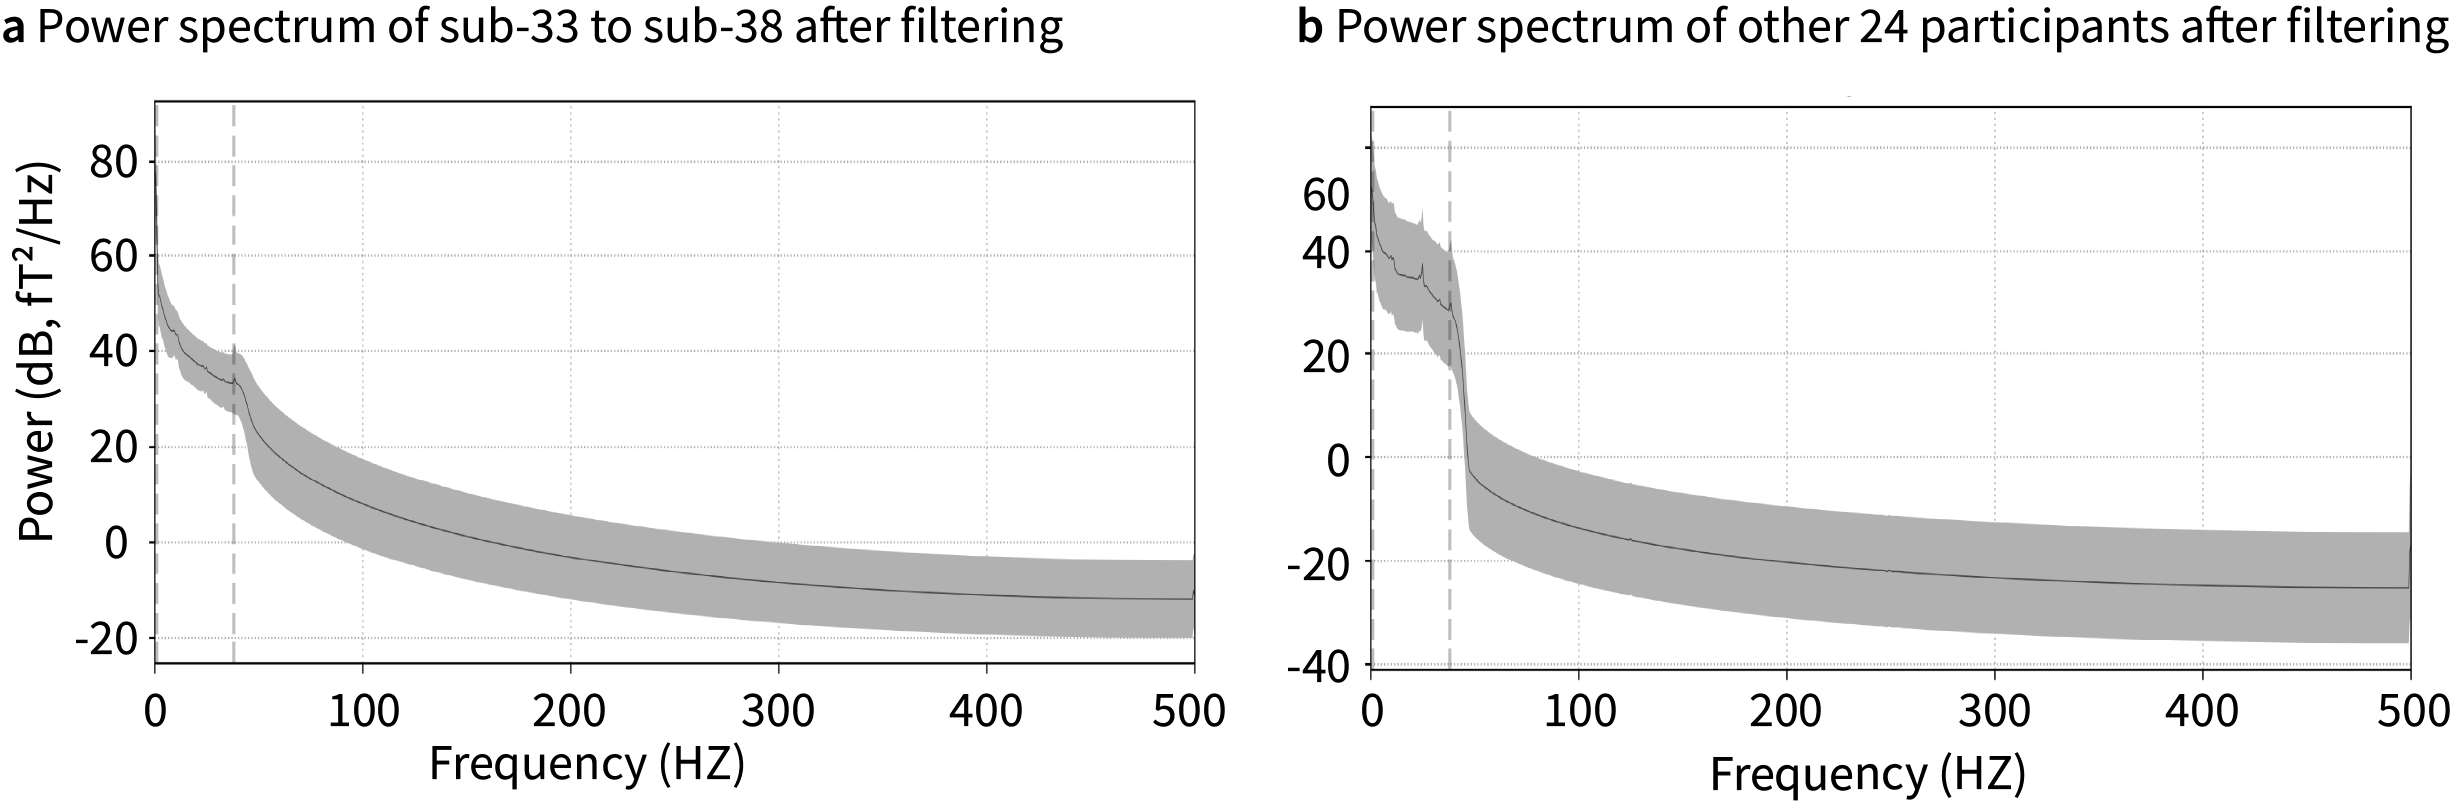 a Power spectrum of sub-33 to sub-38 after filtering
80
60
40
20
0
-20
Power (dB, fT²/Hz)
0 100 200 300 400 500
Frequency (HZ)
b Power spectrum of other 24 participants after filtering
60
40
20
0
-20
-40
0 100 200 300 400 500
Frequency (HZ)